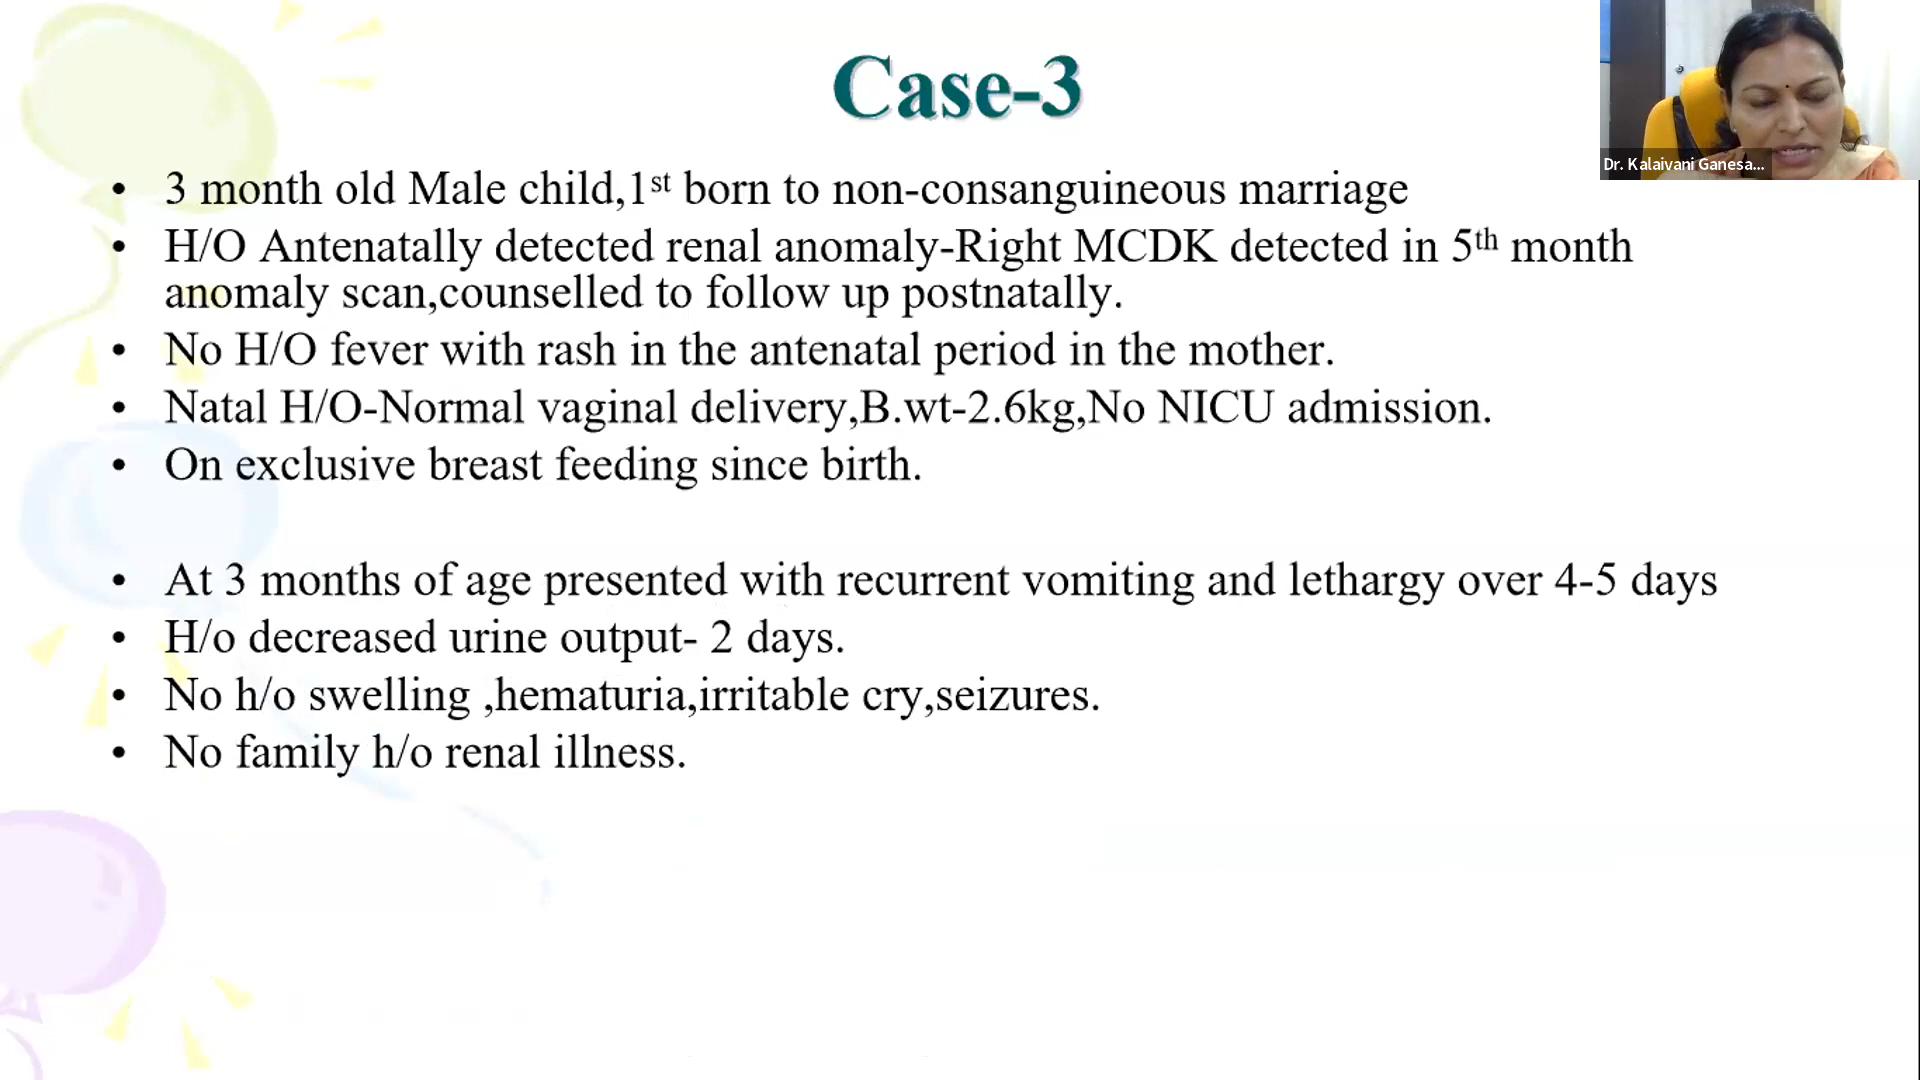 Case-3
Dr. Kalaivani Ganesa...
• 3 month old Male child,1st born to non-consanguineous marriage
• H/O Antenatally detected renal anomaly-Right MCDK detected in 5th month
anomaly scan,counselled to follow up postnatally.
• No H/O fever with rash in the antenatal period in the mother.
• Natal H/O-Normal vaginal delivery,B.wt-2.6kg,No NICU admission.
• On exclusive breast feeding since birth.
• At 3 months of age presented with recurrent vomiting and lethargy over 4-5 days
• H/o decreased urine output- 2 days.
• No h/o swelling ,hematuria,irritable cry,seizures.
• No family h/o renal illness.